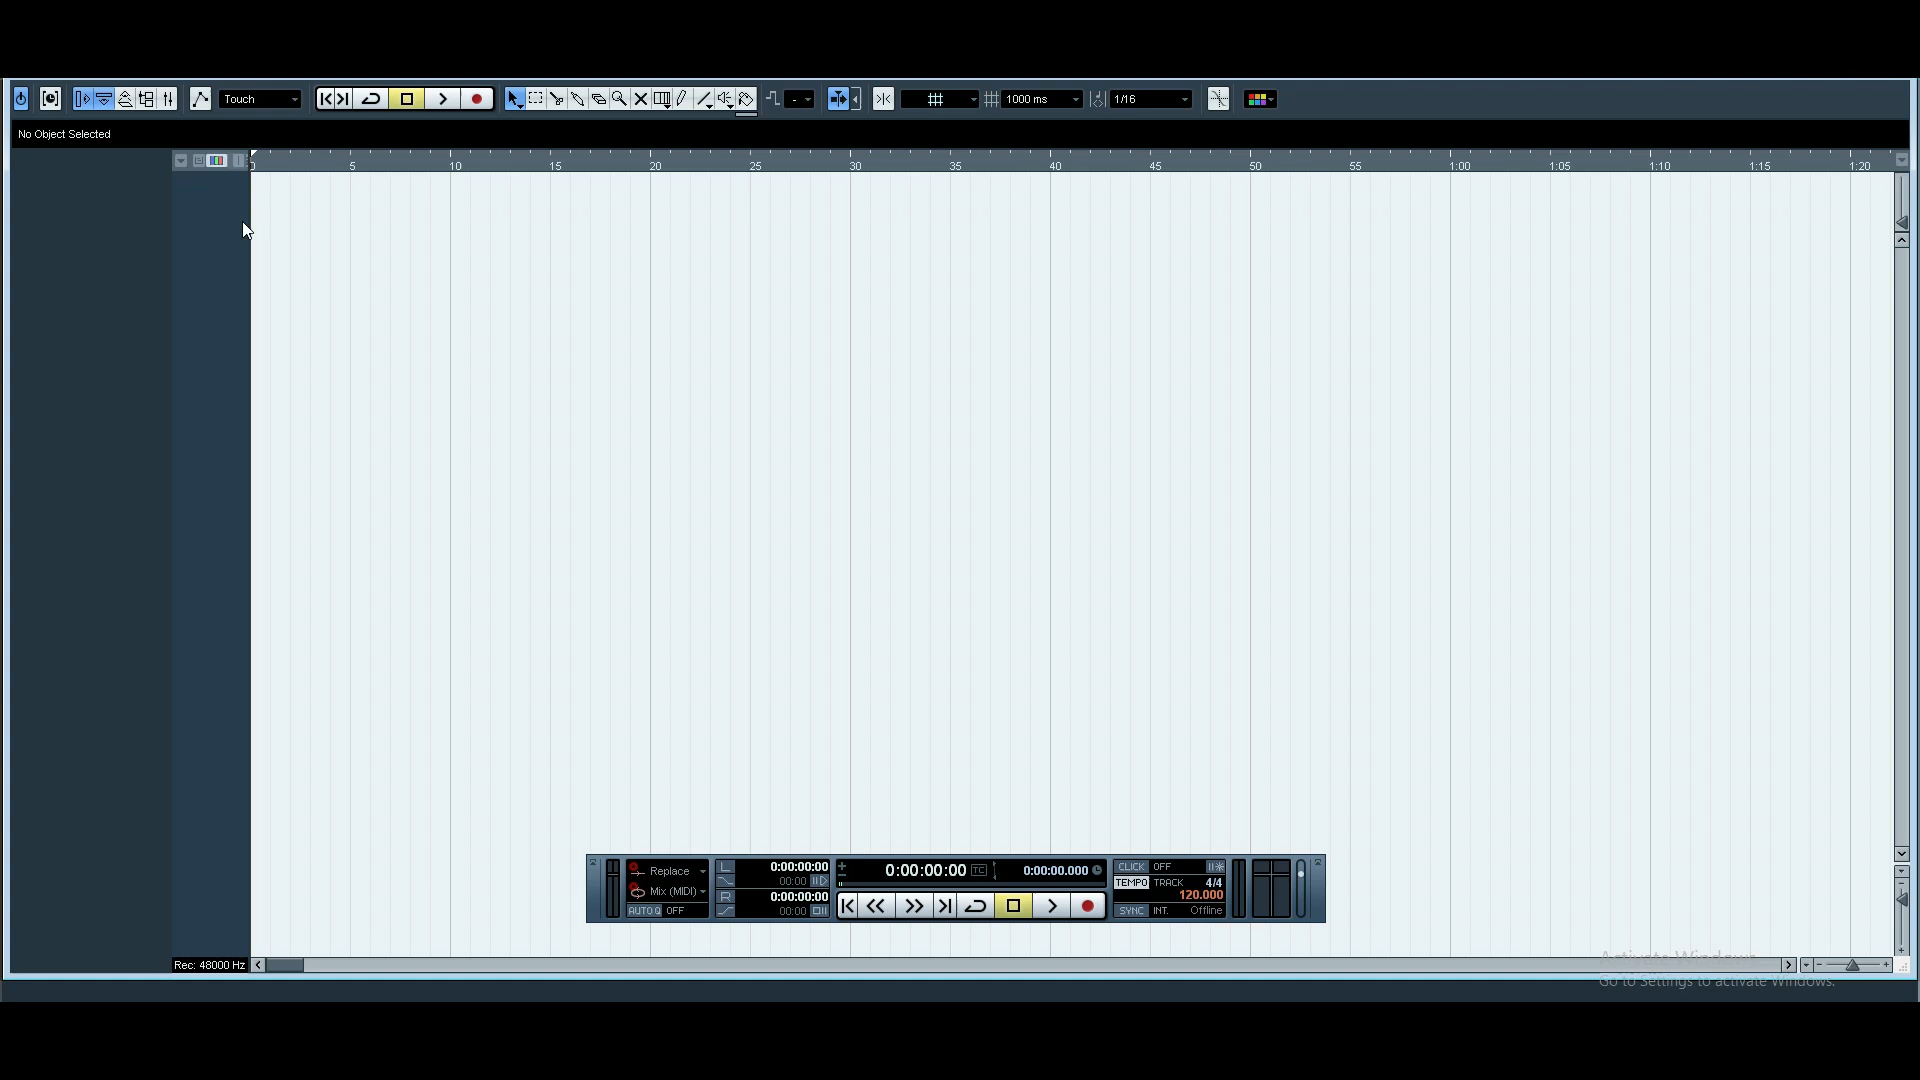 Touch - 1000 ms 1/16
No Object Selected
0 5 10 15 20 25 30 35 40 45 50 55 1:00 1:05 1:10 1:15 1:20
Replace L 0:00:00:00 0:00:00:00 TC 0:00:00.000 CLICK OFF
00:00 TEMPO TRACK 4/4
Mix (MIDI) R 0:00:00:00 120.000
AUTO Q OFF 00:00 SYNC INT. Offline
Rec: 48000 Hz
Activate Windows
Go to Settings to activate Windows.